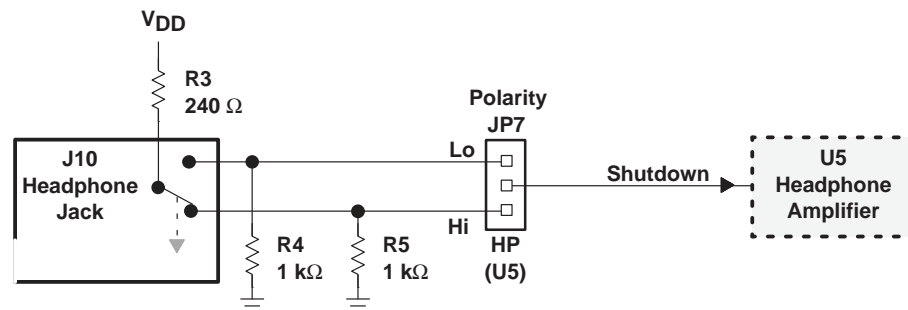 VDD
R3
240 Ω
Polarity
JP7
J10
Headphone
Jack
Lo
Shutdown
U5
Headphone
Amplifier
Hi
R4
1 kΩ
R5
1 kΩ
HP
(U5)